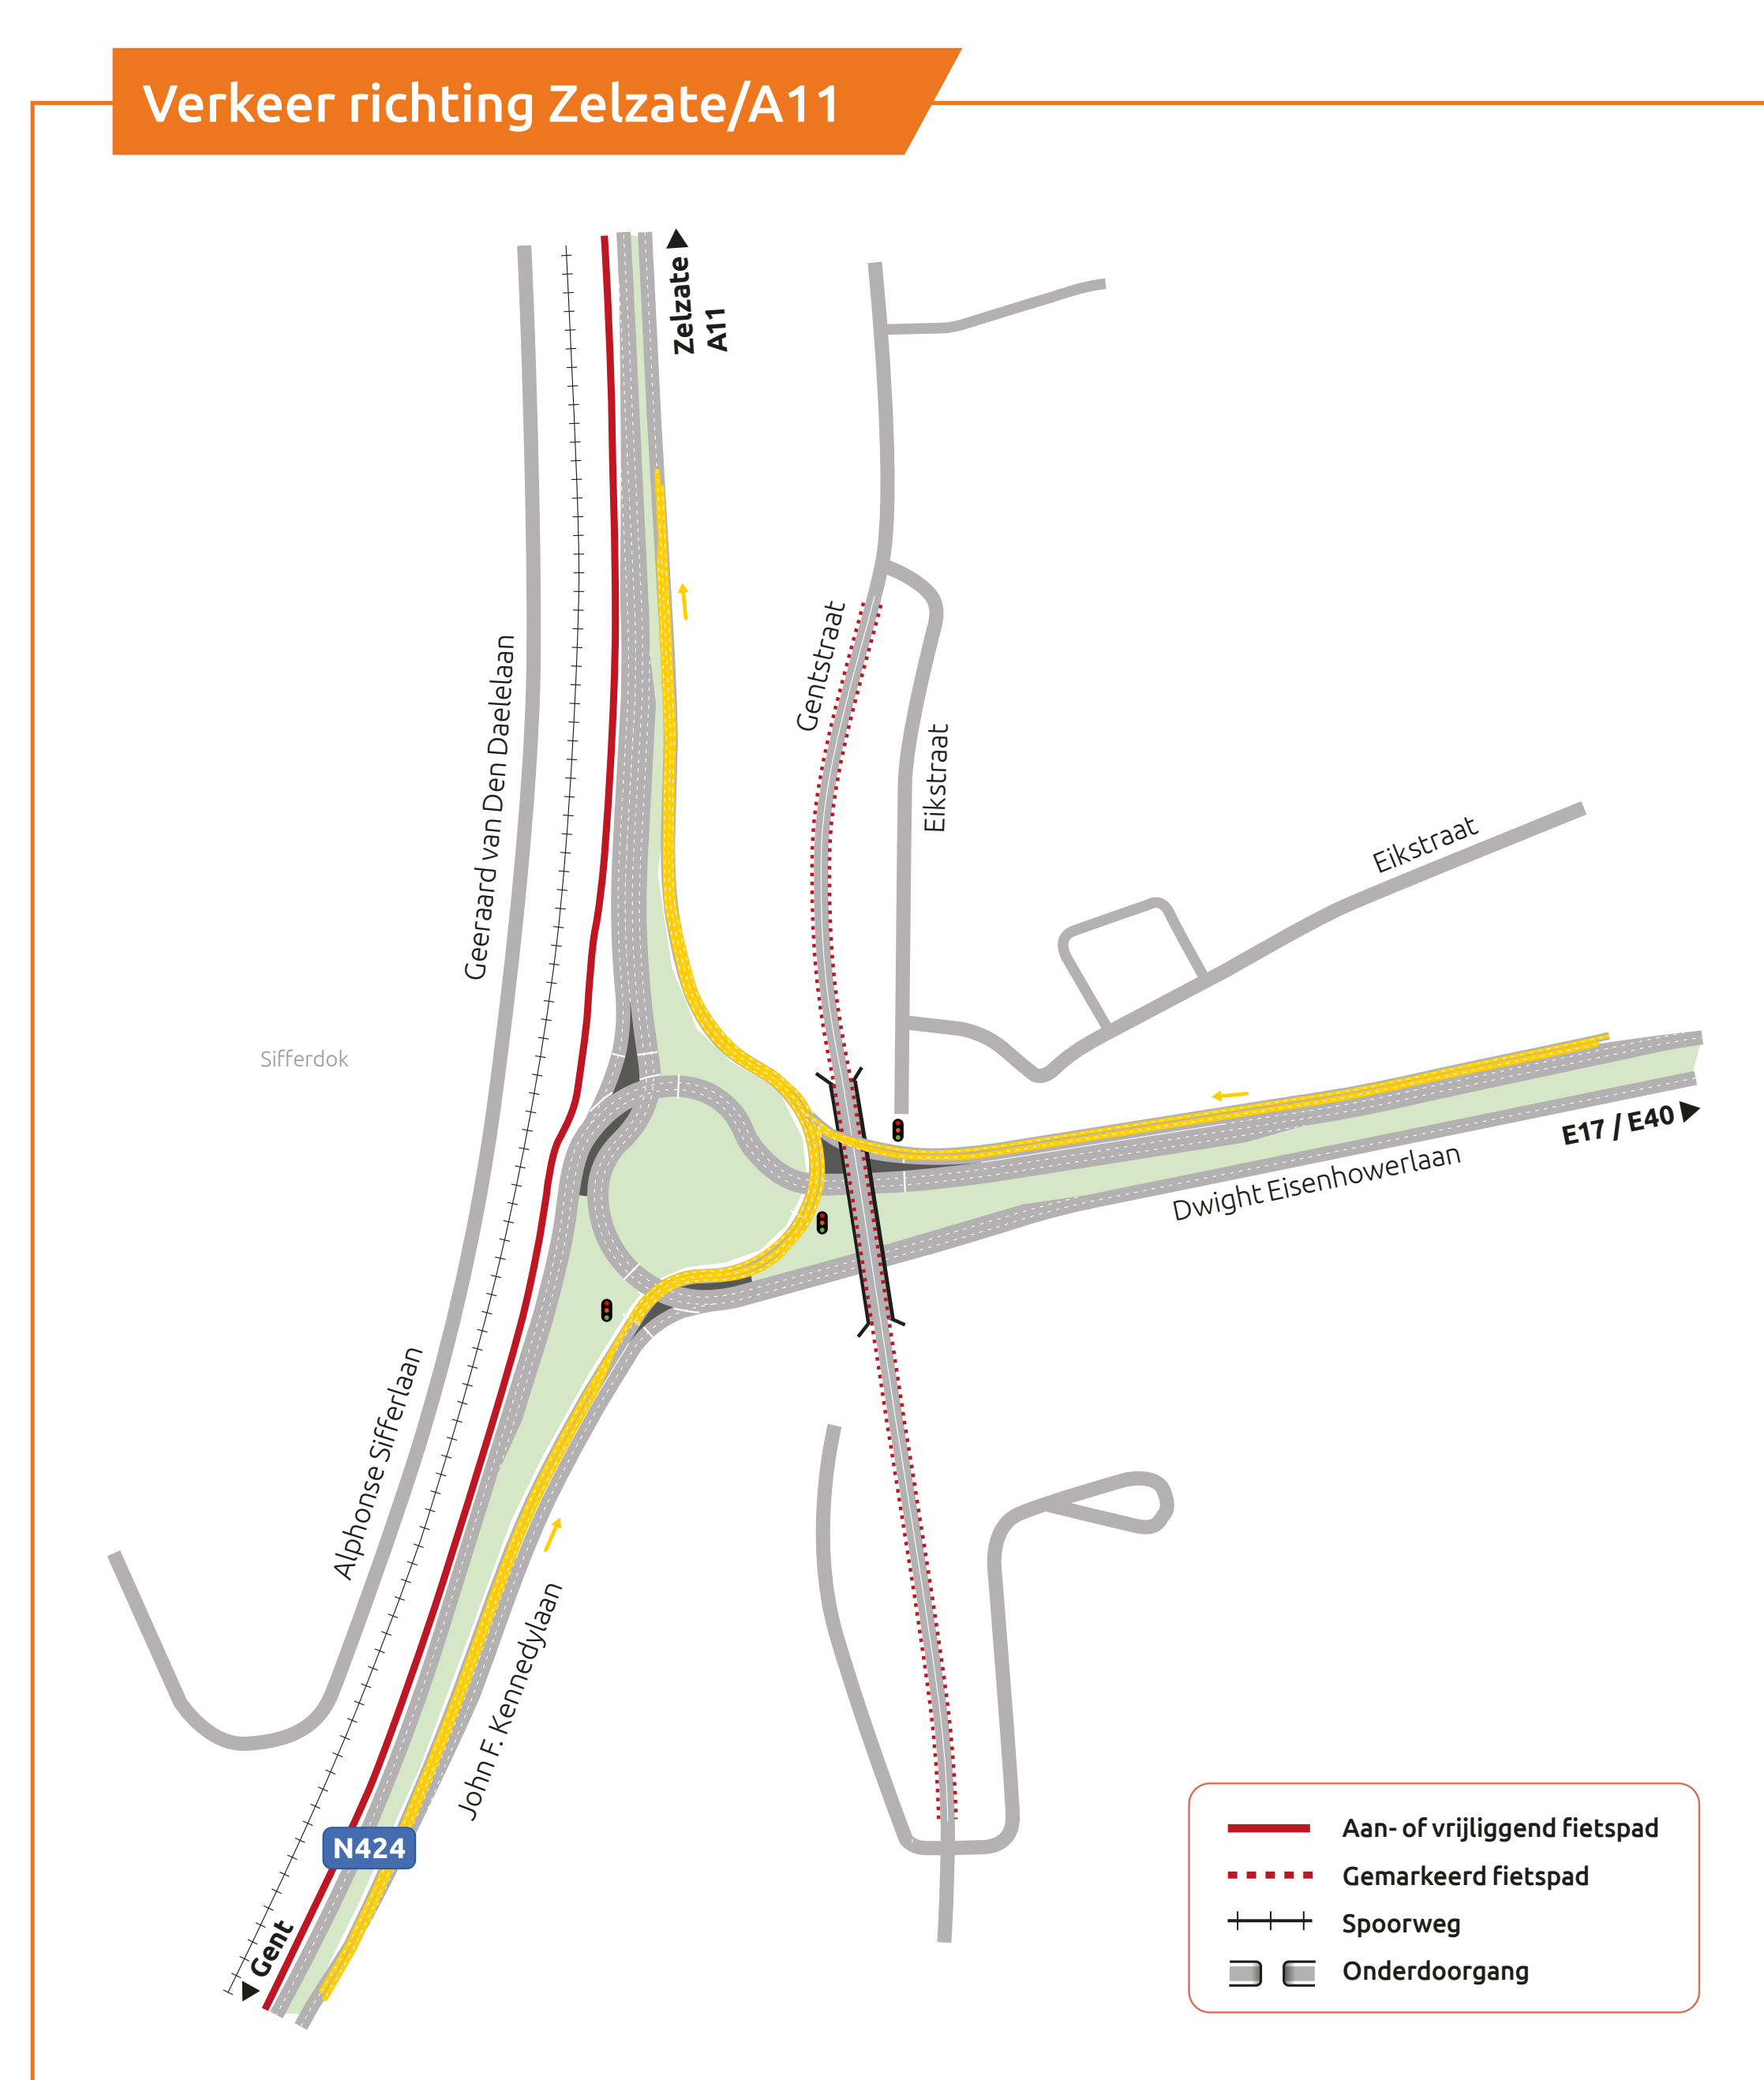 Verkeer richting Zelzate/A11
Zelzate
A11
Gentstraat
Geeraard van Den Daelelaan
Eikstraat
Eikstraat
Sifferdok
E17 / E40
Dwight Eisenhowerlaan
Alphonse Sifferlaan
John F. Kennedylaan
N424
Gent
Aan- of vrijliggend fietspad
Gemarkeerd fietspad
Spoorweg
Onderdoorgang